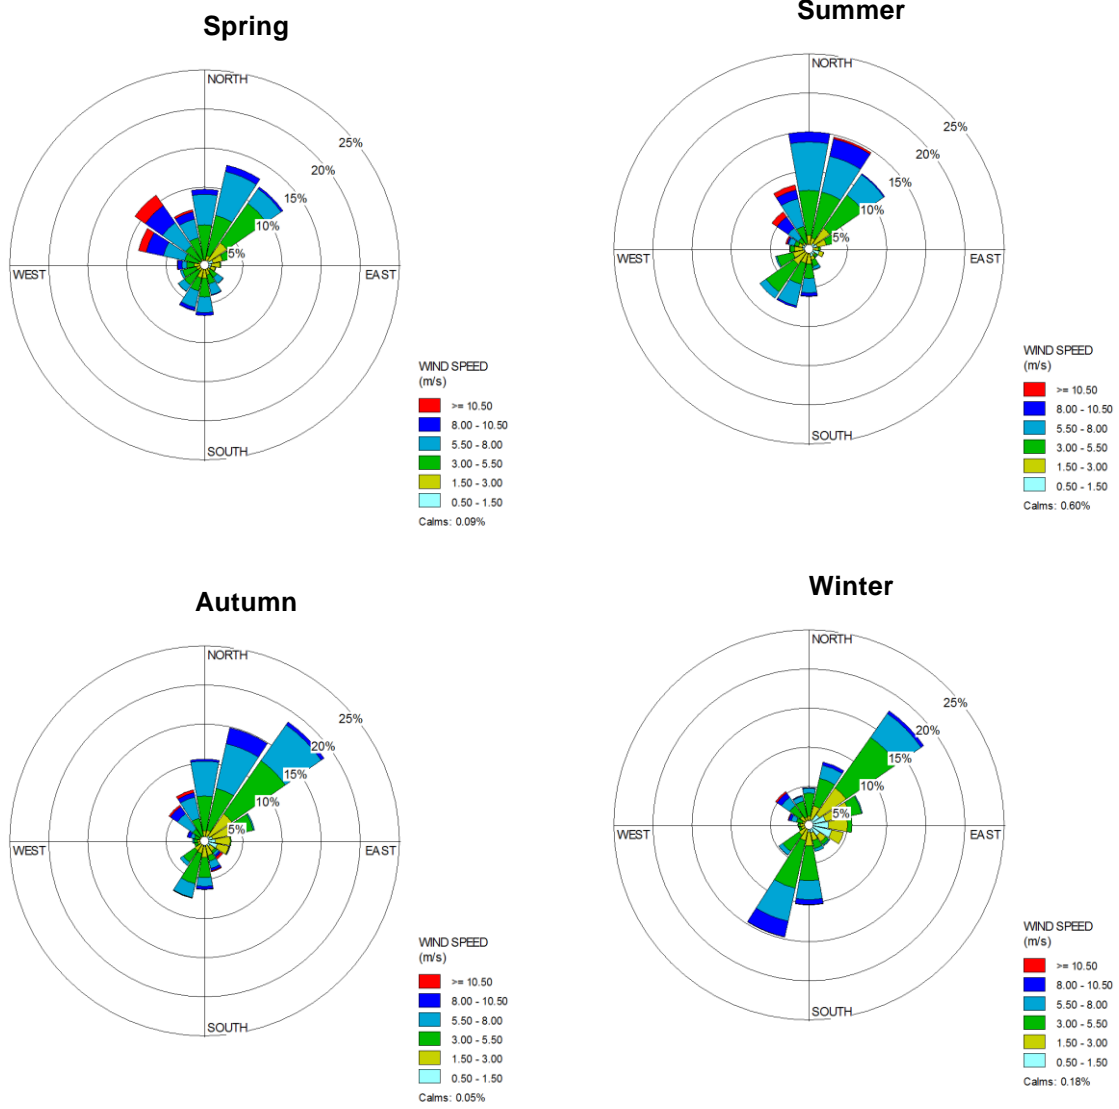 Spring
NORTH
25%
20%
15%
10%
5%
WEST
EAST
SOUTH
WIND SPEED
(m/s)
>= 10.50
8.00 - 10.50
5.50 - 8.00
3.00 - 5.50
1.50 - 3.00
0.50 - 1.50
Calms: 0.09%
Summer
NORTH
25%
20%
15%
10%
5%
WEST
EAST
SOUTH
WIND SPEED
(m/s)
>= 10.50
8.00 - 10.50
5.50 - 8.00
3.00 - 5.50
1.50 - 3.00
0.50 - 1.50
Calms: 0.60%
Autumn
NORTH
25%
20%
15%
10%
5%
WEST
EAST
SOUTH
WIND SPEED
(m/s)
>= 10.50
8.00 - 10.50
5.50 - 8.00
3.00 - 5.50
1.50 - 3.00
0.50 - 1.50
Calms: 0.05%
Winter
NORTH
25%
20%
15%
10%
5%
WEST
EAST
SOUTH
WIND SPEED
(m/s)
>= 10.50
8.00 - 10.50
5.50 - 8.00
3.00 - 5.50
1.50 - 3.00
0.50 - 1.50
Calms: 0.18%